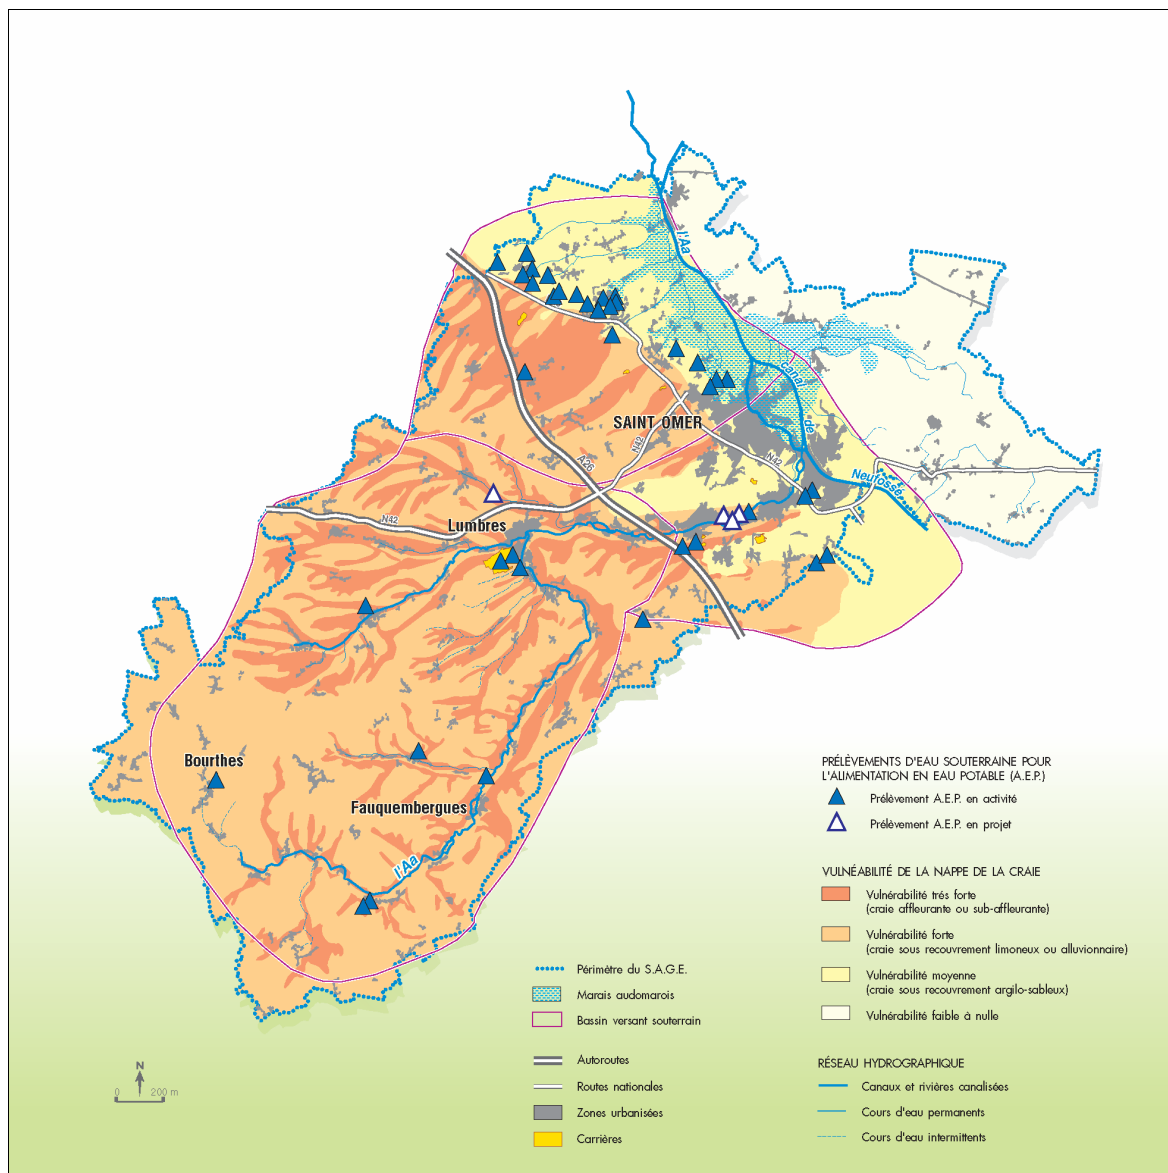 l'Aa
Canal de
SAINT OMER
N42
A26
N42
Neufossé
Lumbres
N42
Bourthes
Fauquembergues
l'Aa
PRÉLÈVEMENTS D'EAU SOUTERRAINE POUR
L'ALIMENTATION EN EAU POTABLE (A.E.P.)
Prélèvement A.E.P. en activité
Prélèvement A.E.P. en projet
VULNÉABILITÉ DE LA NAPPE DE LA CRAIE
Vulnérabilité trés forte
(craie affleurante ou sub-affleurante)
Vulnérabilité forte
(craie sous recouvrement limoneux ou alluvionnaire)
Vulnérabilité moyenne
(craie sous recouvrement argilo-sableux)
Vulnérabilité faible à nulle
Périmètre du S.A.G.E.
Marais audomarois
Bassin versant souterrain
Autoroutes
Routes nationales
Zones urbanisées
Carrières
RÉSEAU HYDROGRAPHIQUE
Canaux et rivières canalisées
Cours d'eau permanents
Cours d'eau intermittents
N
0 200 m